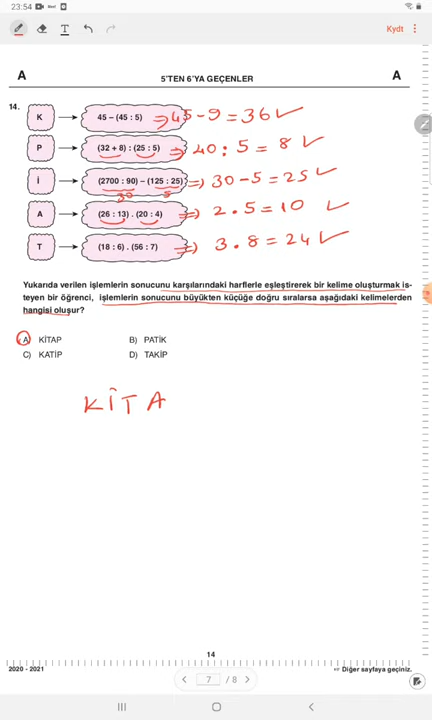 23:54
Kydt
A 5'TEN 6'YA GEÇENLER A
14.
K 45 – (45 : 5) ⇒ 45 - 9 = 36 ✓
P (32 + 8) : (25 : 5) ⇒ 40 : 5 = 8 ✓
İ (2700 : 90) – (125 : 25) ⇒ 30 - 5 = 25 ✓
30 5
A (26 : 13) . (20 : 4) ⇒ 2 . 5 = 10 ✓
T (18 : 6) . (56 : 7) ⇒ 3 . 8 = 24 ✓
Yukarıda verilen işlemlerin sonucunu karşılarındaki harflerle eşleştirerek bir kelime oluşturmak is-
teyen bir öğrenci, işlemlerin sonucunu büyükten küçüğe doğru sıralarsa aşağıdaki kelimelerden
hangisi oluşur?
A) KİTAP B) PATİK
C) KATİP D) TAKİP
KİTA
14
2020 - 2021 Diğer sayfaya geçiniz.
< 7 / 8 >